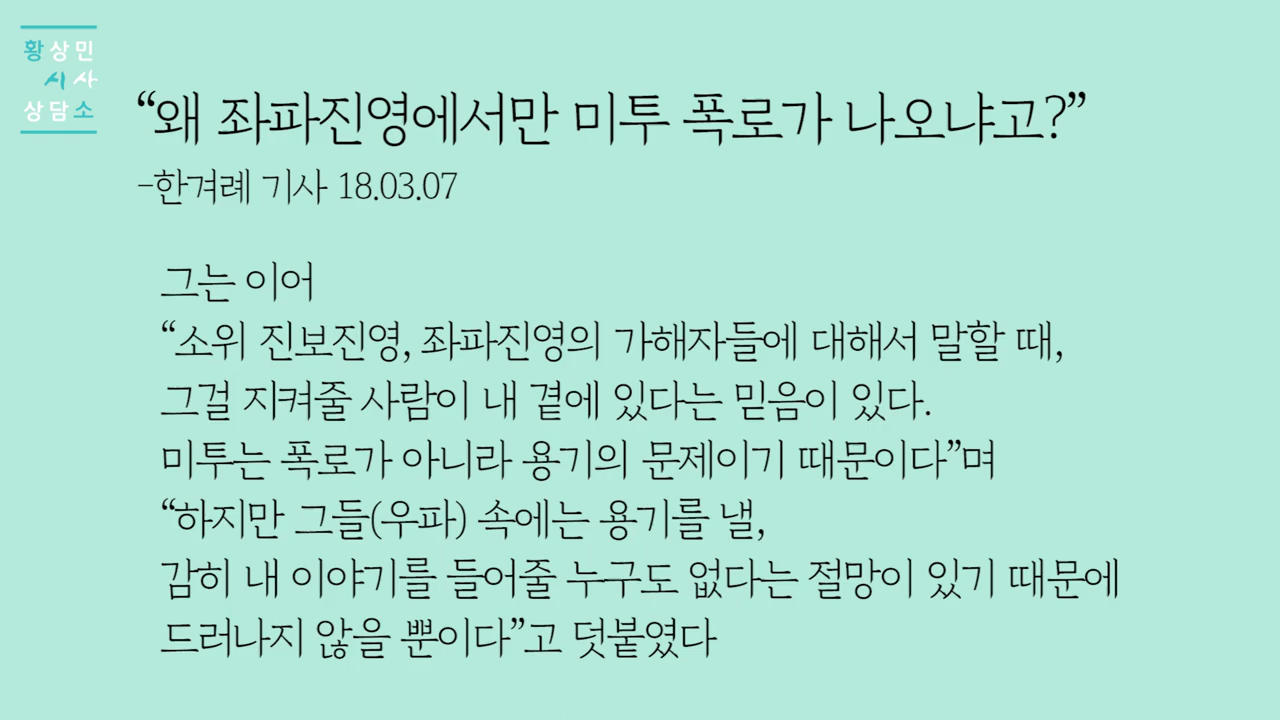 황상민
시사
상담소
“왜 좌파진영에서만 미투 폭로가 나오냐고?”
-한겨례 기사 18.03.07
그는 이어
“소위 진보진영, 좌파진영의 가해자들에 대해서 말할 때,
그걸 지켜줄 사람이 내 곁에 있다는 믿음이 있다.
미투는 폭로가 아니라 용기의 문제이기 때문이다”며
“하지만 그들(우파) 속에는 용기를 낼,
감히 내 이야기를 들어줄 누구도 없다는 절망이 있기 때문에
드러나지 않을 뿐이다”고 덧붙였다